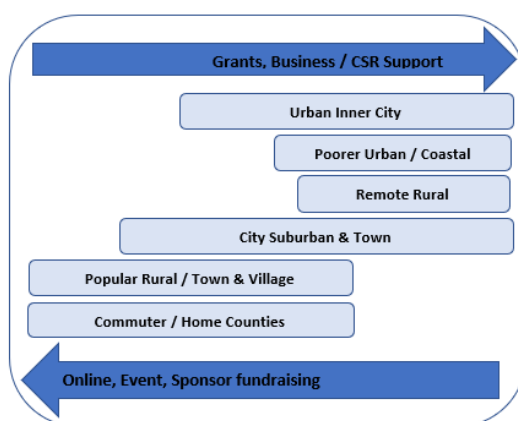 Grants, Business / CSR Support
Urban Inner City
Poorer Urban / Coastal
Remote Rural
City Suburban & Town
Popular Rural / Town & Village
Commuter / Home Counties
Online, Event, Sponsor fundraising